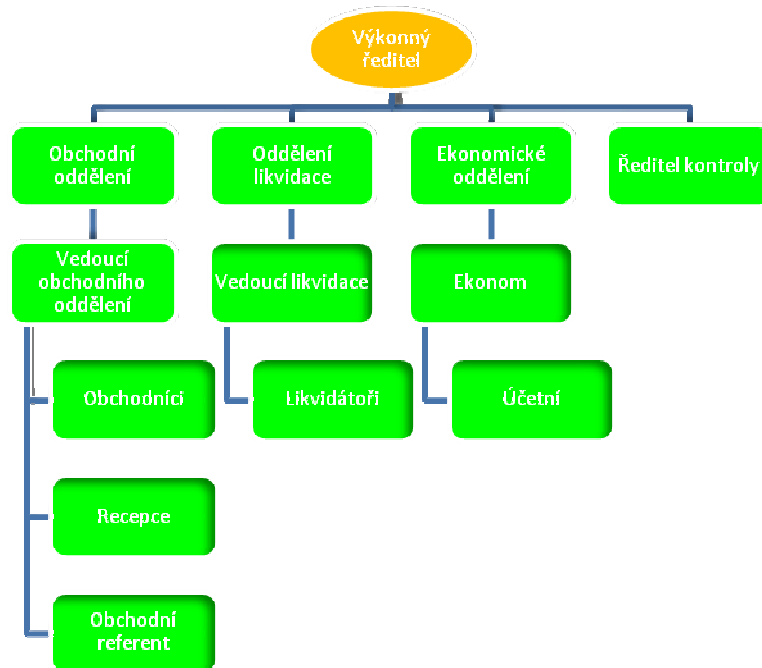 Výkonný
ředitel
Obchodní
oddělení
Oddělení
likvidace
Ekonomické
oddělení
Ředitel kontroly
Vedoucí
obchodního
oddělení
Vedoucí likvidace
Ekonom
Obchodníci
Likvidátoři
Účetní
Recepce
Obchodní
referent